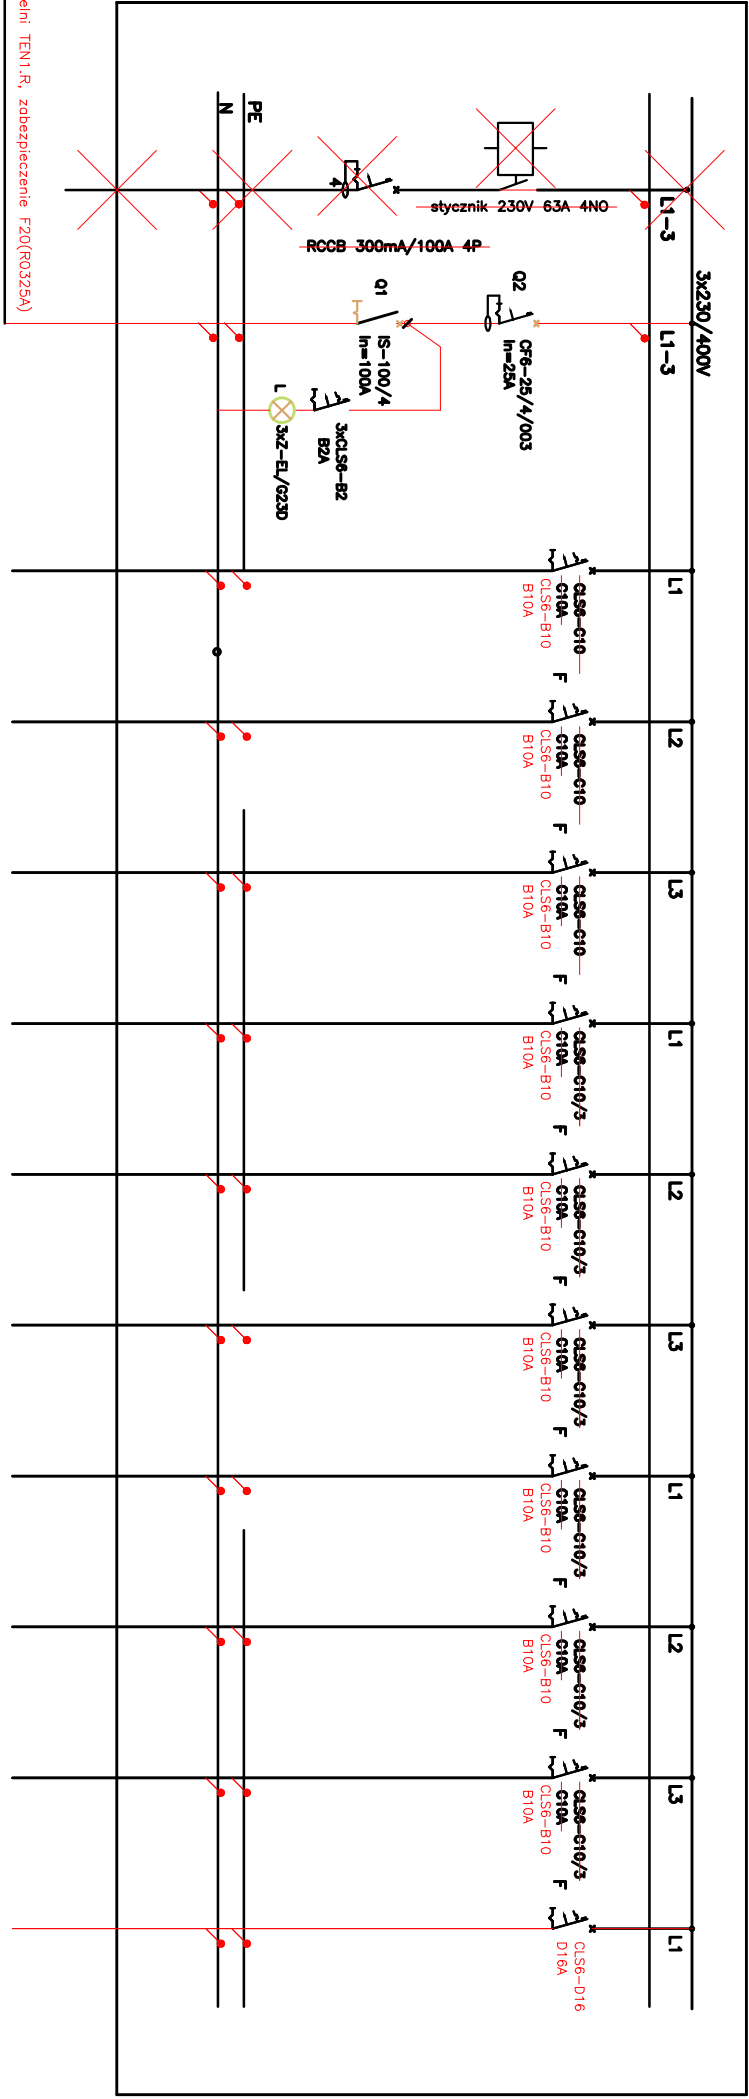 3x230/400V
L1-3
stycznik 230V 63A 4NO
RCCB 300mA/100A 4P
PE
N
L1-3
Q2
CF6-25/4/003
In=25A
Q1
IS-100/4
In=100A
3xCLS6-B2
B2A
L
3xZ-EL/G23D
elni TEN1.R, zabezpieczenie F20(R0325A)
L1
CLS6-C10
C10A
CLS6-B10
B10A
F
L2
CLS6-C10
C10A
CLS6-B10
B10A
F
L3
CLS6-C10
C10A
CLS6-B10
B10A
F
L1
CLS6-C10/3
C10A
CLS6-B10
B10A
F
L2
CLS6-C10/3
C10A
CLS6-B10
B10A
F
L3
CLS6-C10/3
C10A
CLS6-B10
B10A
F
L1
CLS6-C10/3
C10A
CLS6-B10
B10A
F
L2
CLS6-C10/3
C10A
CLS6-B10
B10A
F
L3
CLS6-C10/3
C10A
CLS6-B10
B10A
F
L1
CLS6-D16
D16A